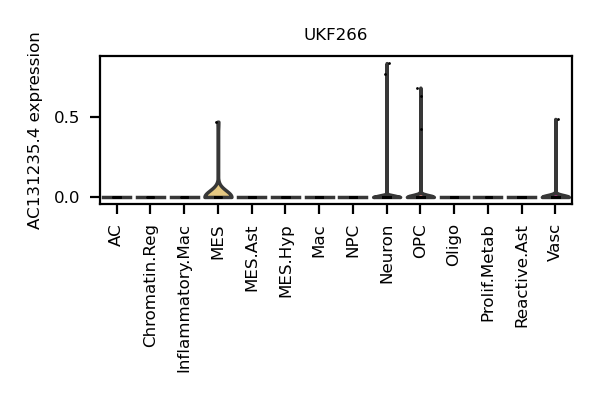 UKF266
AC131235.4 expression
0.5
0.0
AC
Chromatin.Reg
Inflammatory.Mac
MES
MES.Ast
MES.Hyp
Mac
NPC
Neuron
OPC
Oligo
Prolif.Metab
Reactive.Ast
Vasc